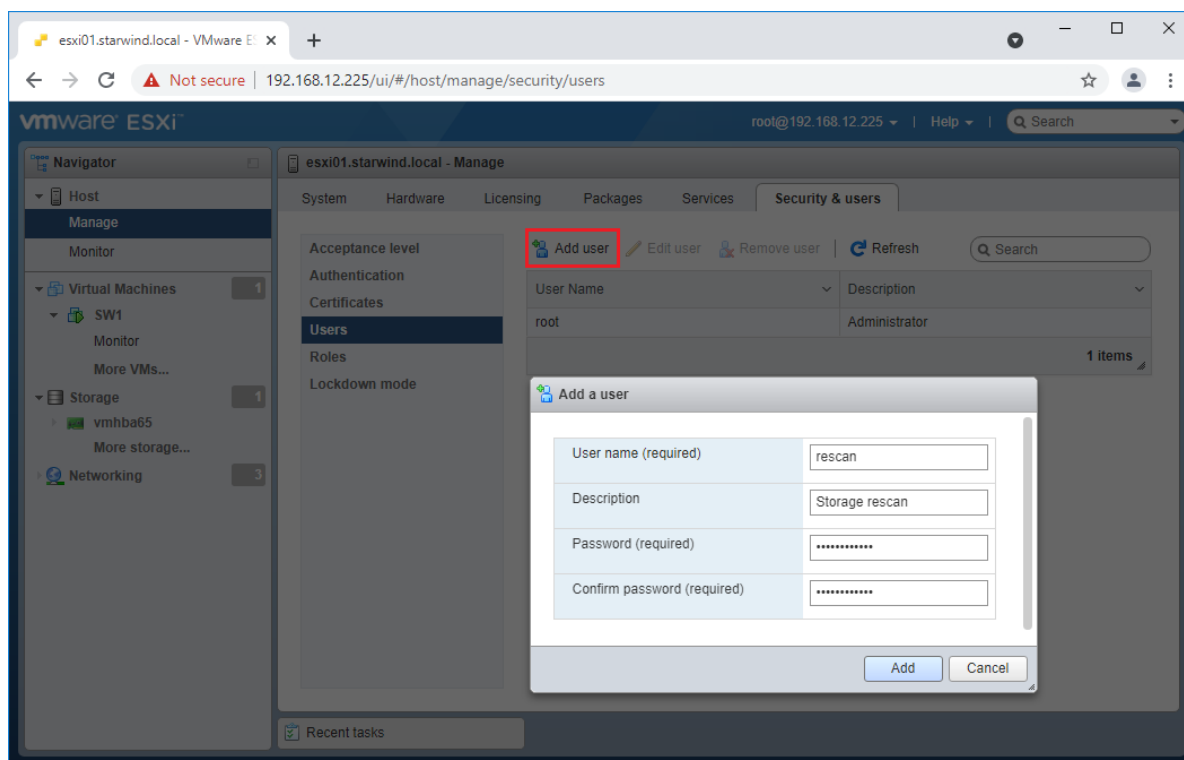 esxi01.starwind.local - VMware ES
Not secure | 192.168.12.225/ui/#/host/manage/security/users
vmware ESXi™
root@192.168.12.225 | Help | Search
Navigator
esxi01.starwind.local - Manage
Host
Manage
Monitor
Virtual Machines 1
SW1
Monitor
More VMs...
Storage 1
vmhba65
More storage...
Networking 3
System Hardware Licensing Packages Services Security & users
Acceptance level
Authentication
Certificates
Users
Roles
Lockdown mode
Add user Edit user Remove user | Refresh Search
User Name Description
root Administrator
1 items
Add a user
User name (required) rescan
Description Storage rescan
Password (required) ••••••••••••
Confirm password (required) ••••••••••••
Add Cancel
Recent tasks